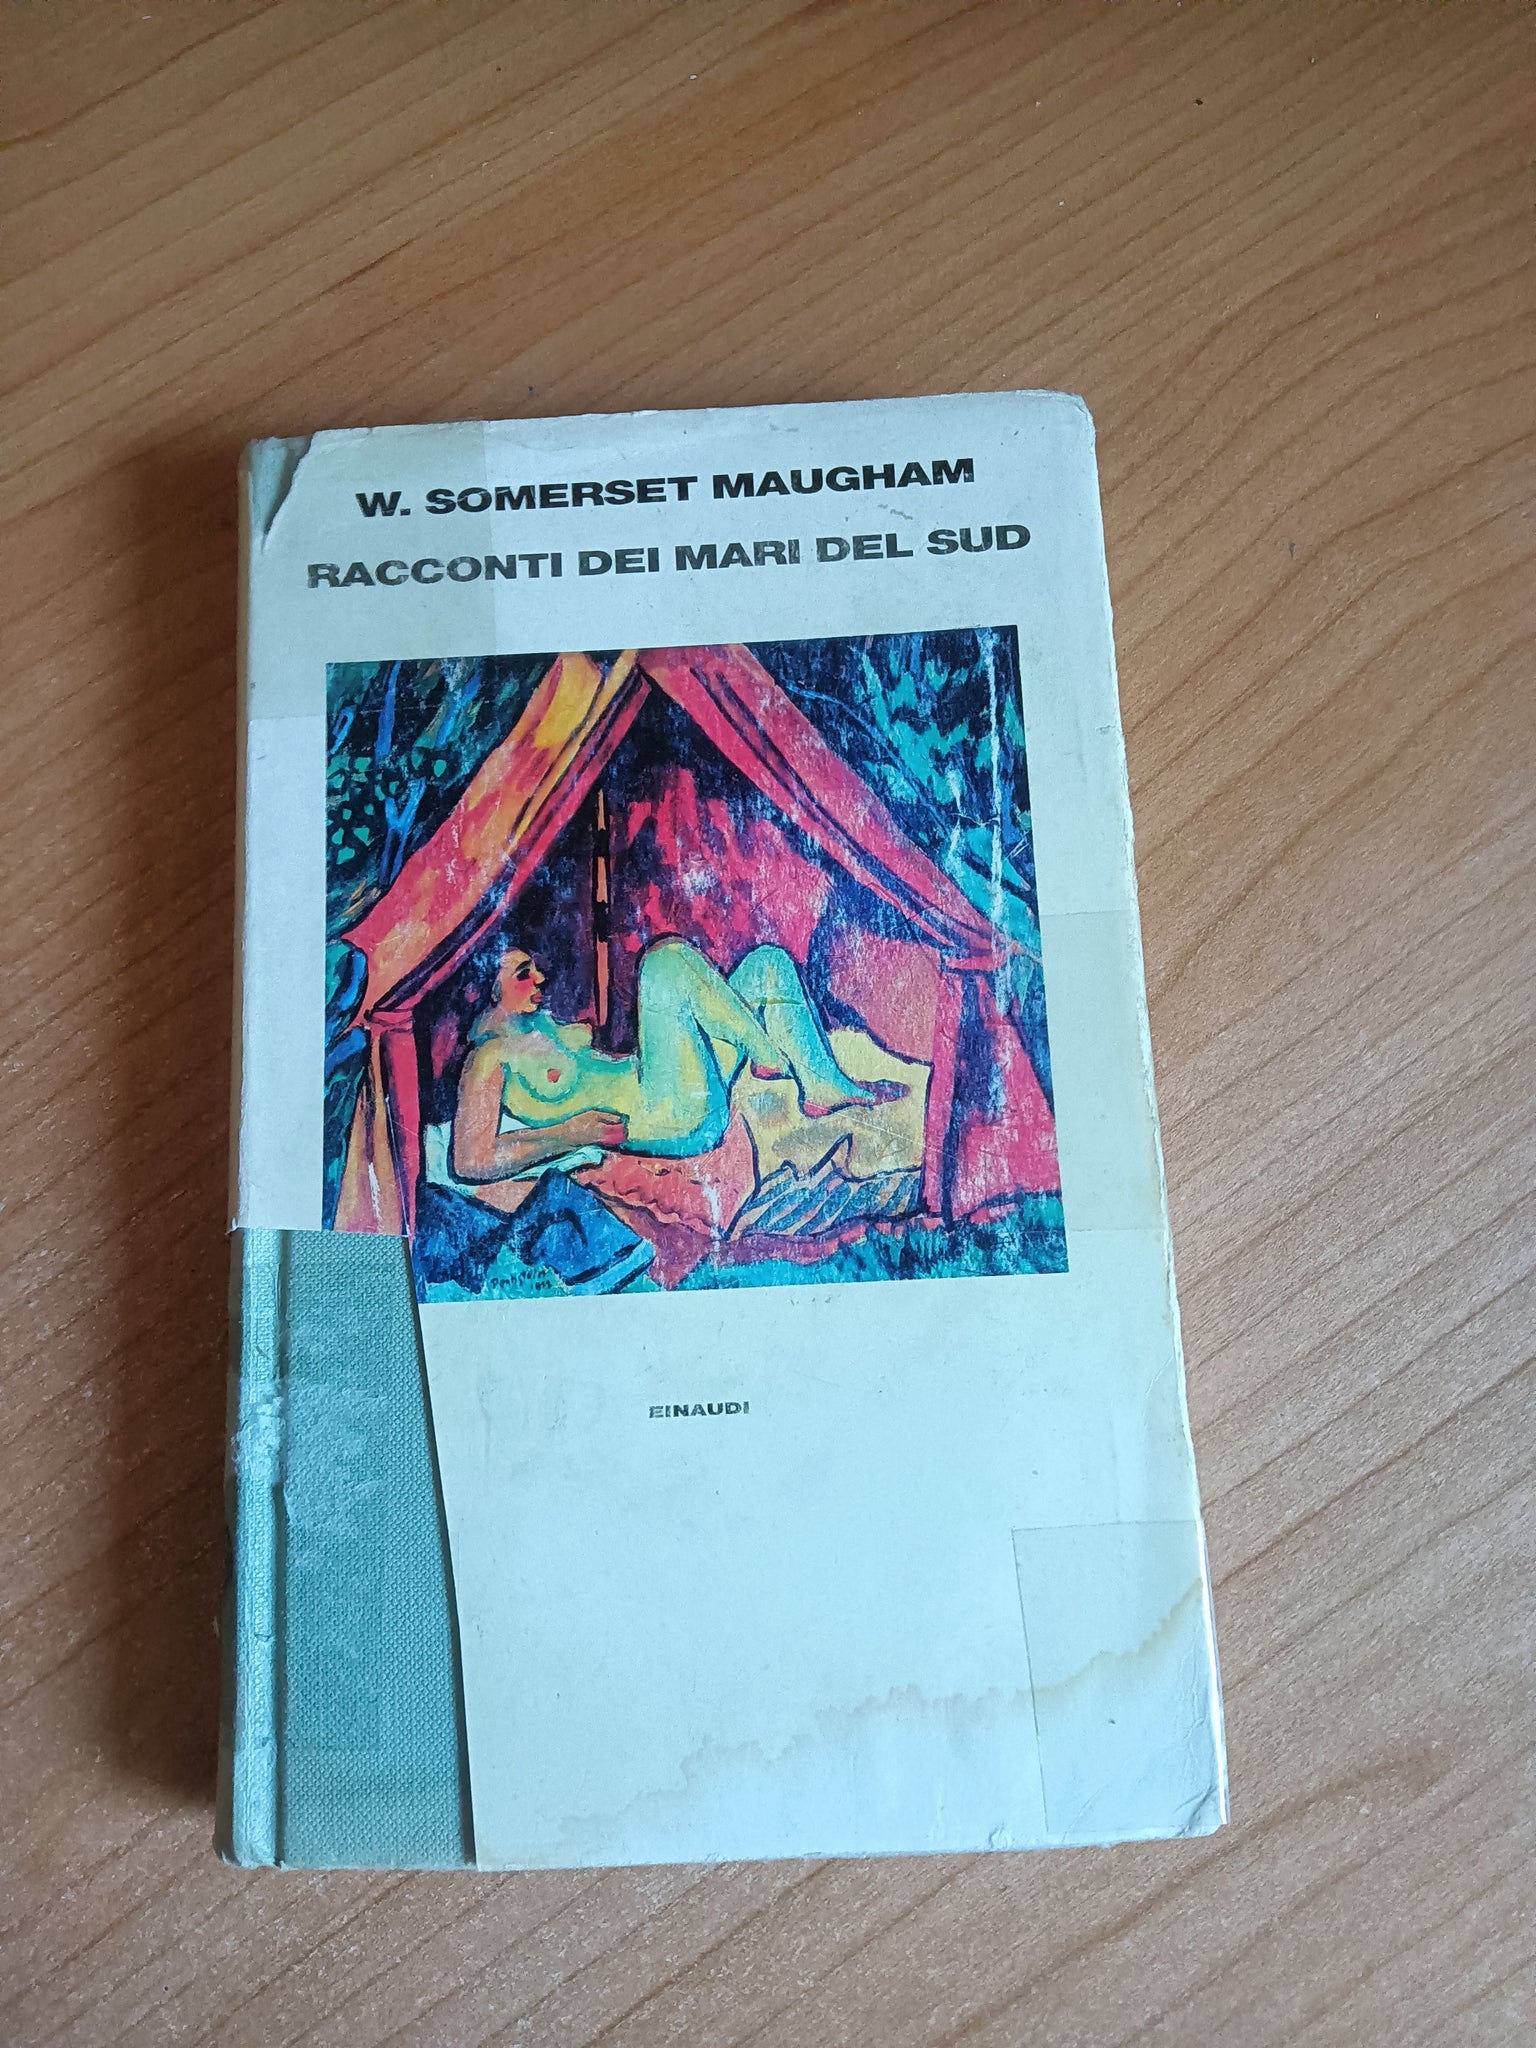 W. SOMERSET MAUGHAM
RACCONTI DEI MARI DEL SUD
EINAUDI